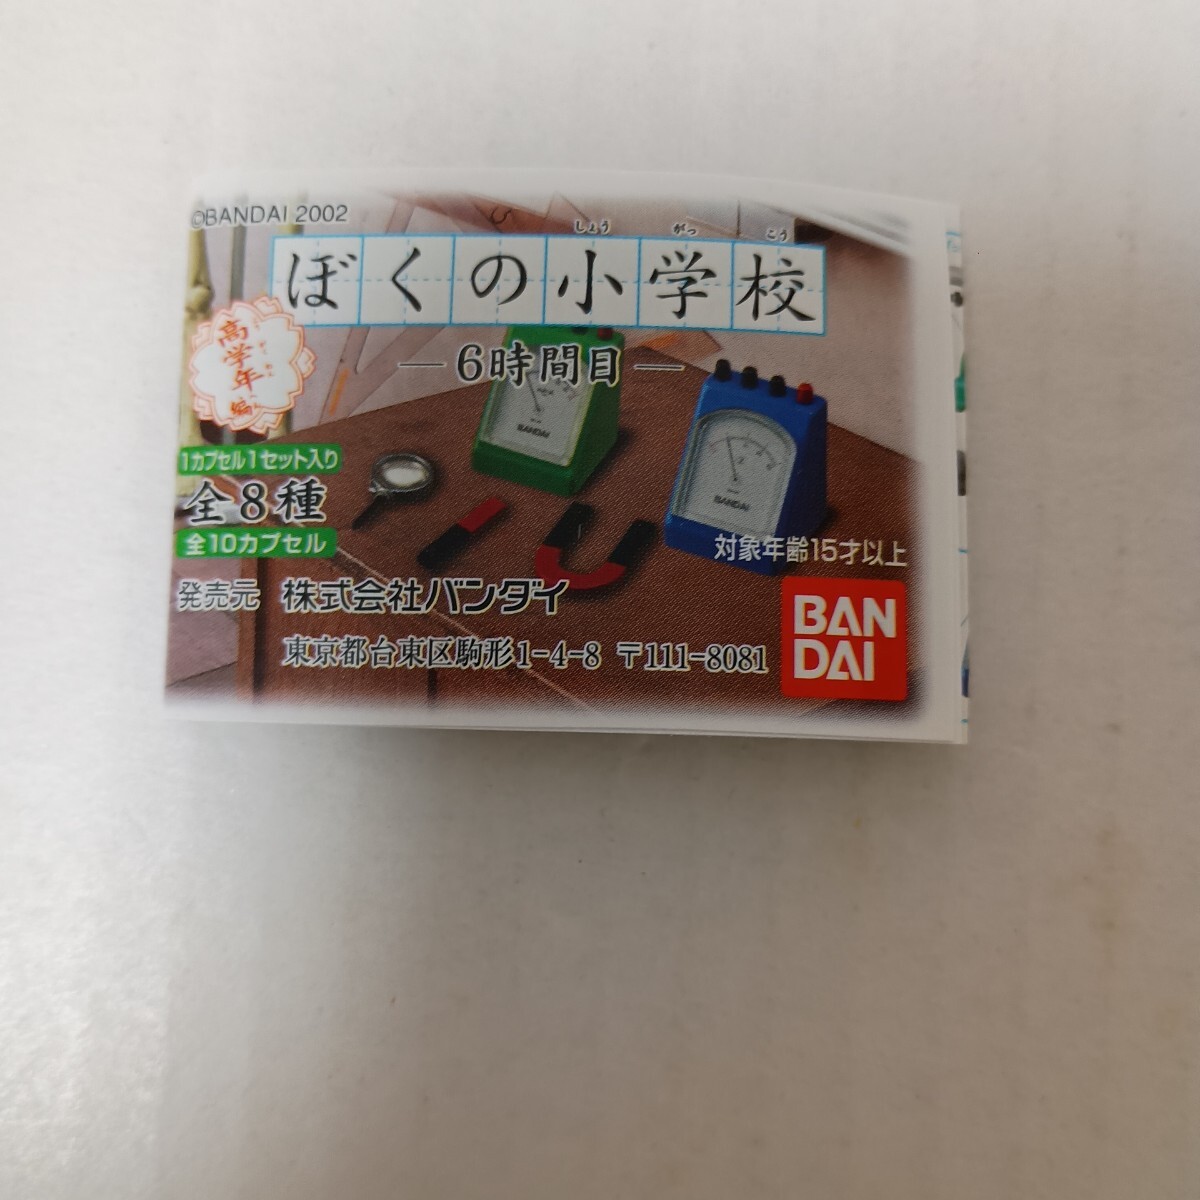 ©BANDAI 2002
しょう がっ こう
ぼくの小学校
—6時間目—
高学年編
1カプセル1セット入り
全8種
全10カプセル
対象年齢15才以上
発売元 株式会社バンダイ
東京都台東区駒形1-4-8 〒111-8081
BAN
DAI
BANDAI
BANDAI